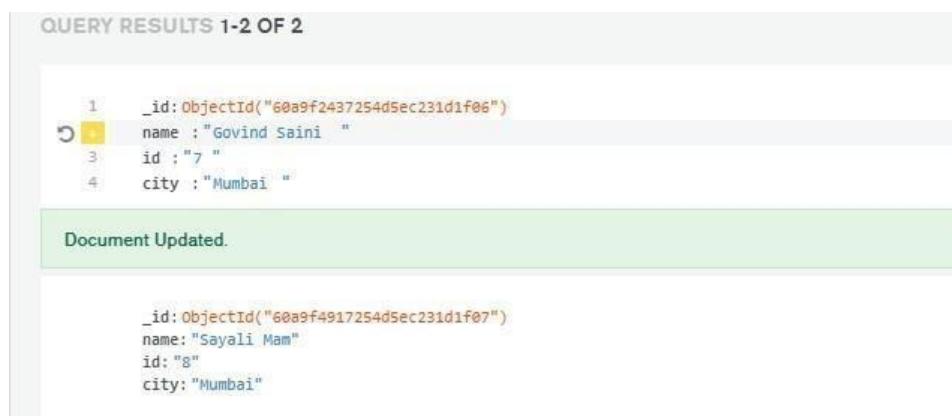 QUERY RESULTS 1-2 OF 2
1 _id: ObjectId("60a9f2437254d5ec231d1f06")
+ name : "Govind Saini  "
3 id : "7 "
4 city : "Mumbai  "
Document Updated.
_id: ObjectId("60a9f4917254d5ec231d1f07")
name: "Sayali Mam"
id: "8"
city: "Mumbai"